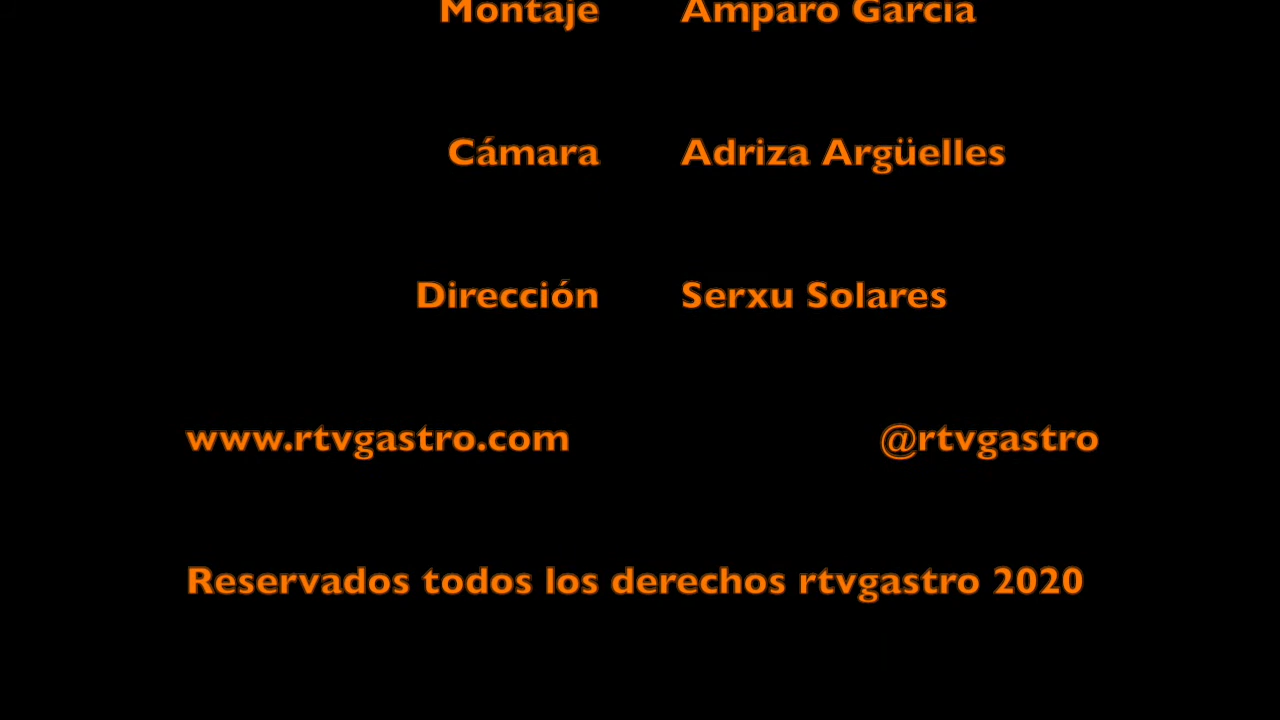 Montaje Amparo García
Cámara Adriza Argüelles
Dirección Serxu Solares
www.rtvgastro.com @rtvgastro
Reservados todos los derechos rtvgastro 2020